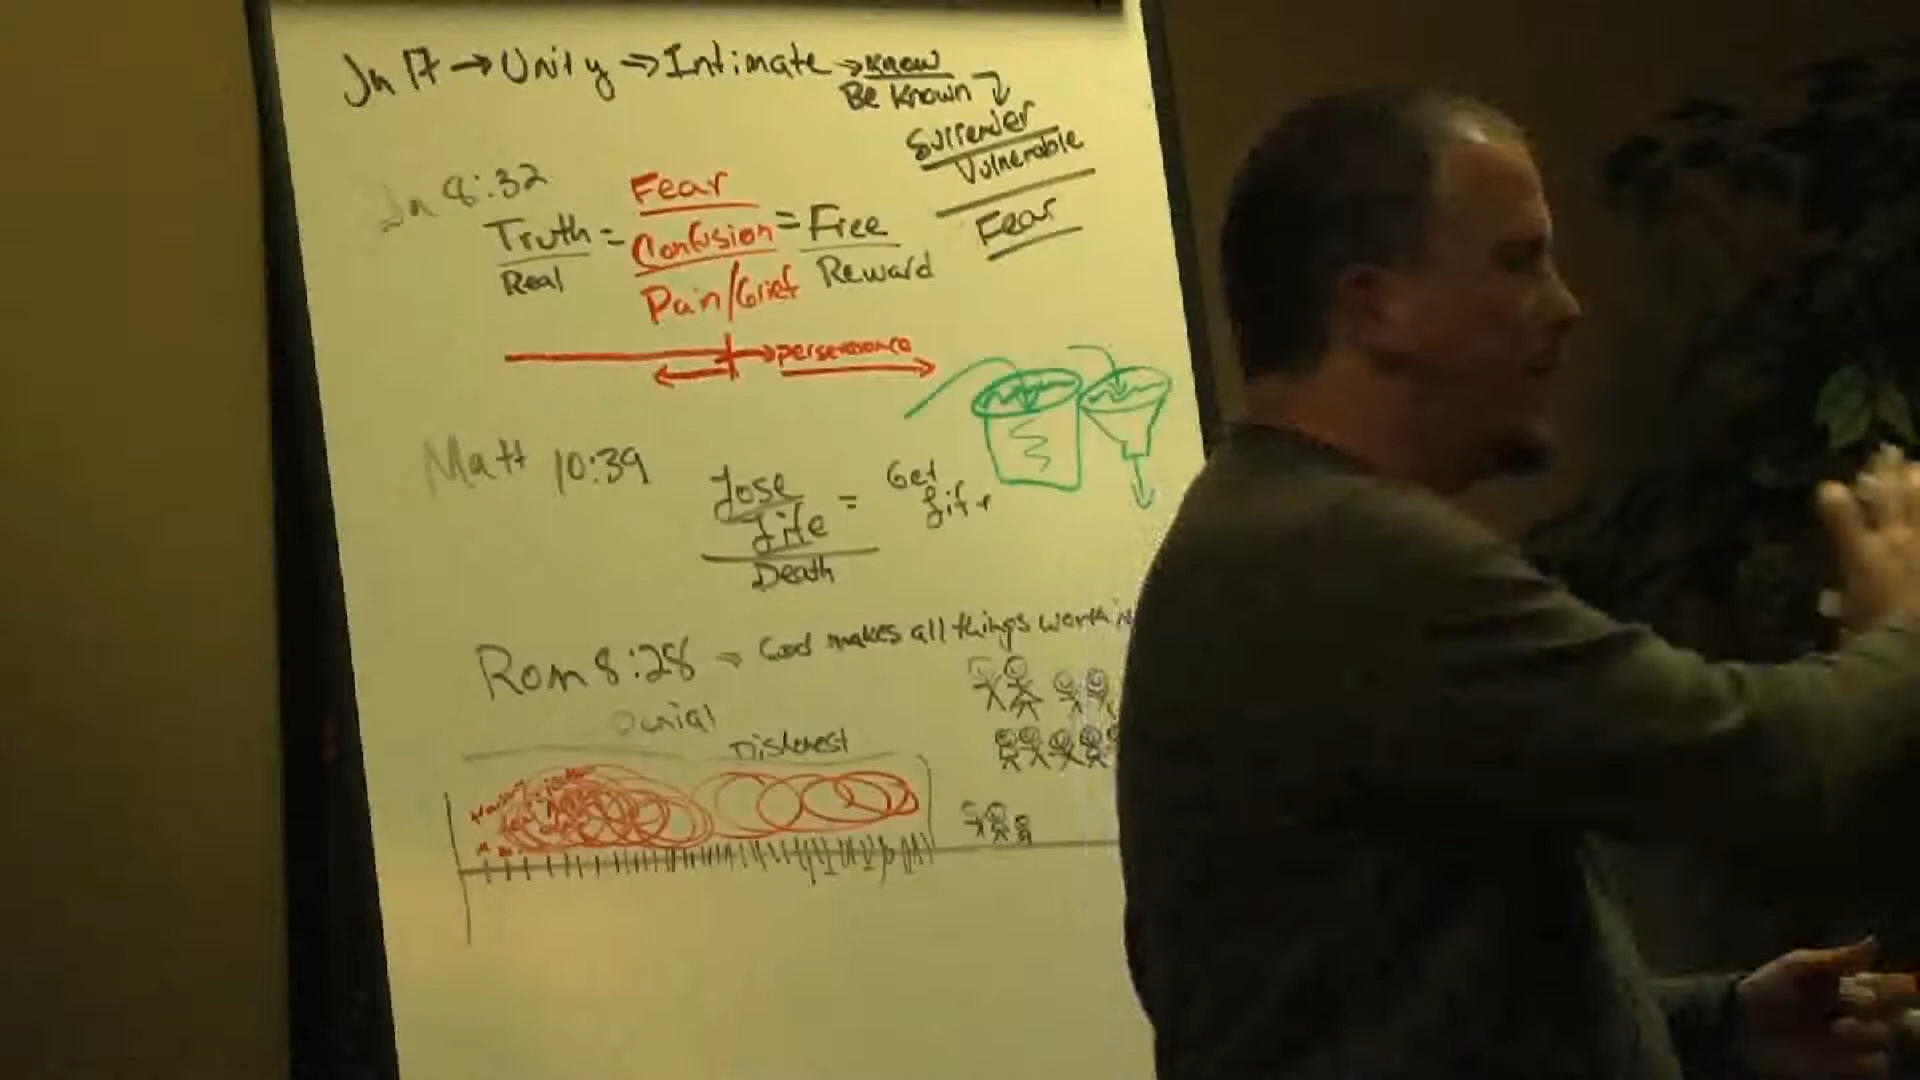 Jn 17 → Unity ⇒ Intimate → Know
Be Known
Surrender
Vulnerable
Fear
Jn 8:32
Fear
Truth = Confusion = Free
Real Pain/Grief Reward
perseverance
Matt 10:39
Lose Life = Get Life
Death
Rom 8:28 → God makes all things worth
Denial
Dishonest